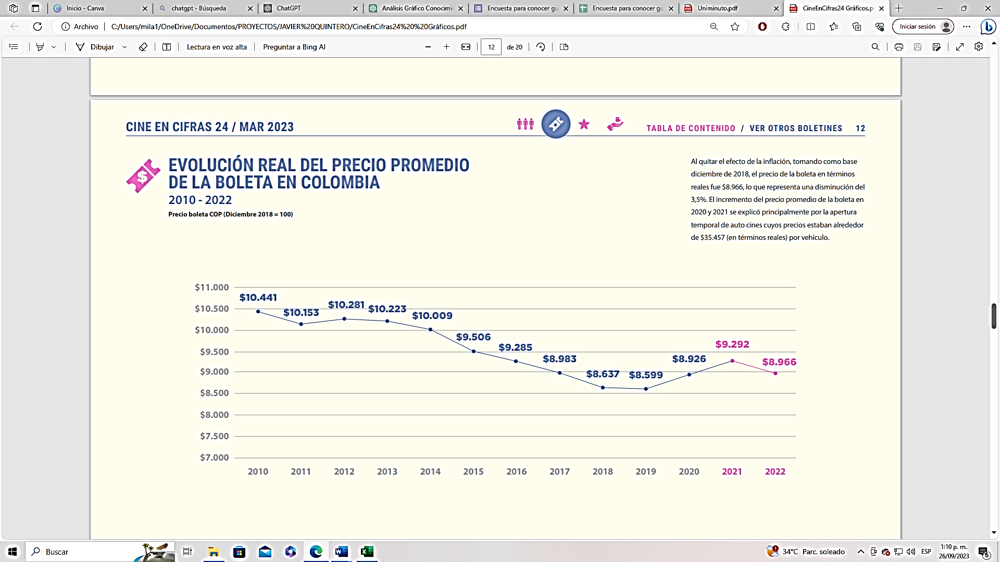 Inicio - Canva
chatgpt - Búsqueda
ChatGPT
Análisis Gráfico Conocimie
Encuesta para conocer gu
Encuesta para conocer gu
Uniminuto.pdf
CineEnCifras24 Gráficos.p
Archivo
C:/Users/mila1/OneDrive/Documentos/PROYECTOS/JAVIER%20QUINTERO/CineEnCifras24%20%20Gráficos.pdf
Iniciar sesión
Dibujar
Lectura en voz alta
Preguntar a Bing AI
12 de 20
CINE EN CIFRAS 24 / MAR 2023
TABLA DE CONTENIDO / VER OTROS BOLETINES 12
EVOLUCIÓN REAL DEL PRECIO PROMEDIO
DE LA BOLETA EN COLOMBIA
2010 - 2022
Precio boleta COP (Diciembre 2018 = 100)
Al quitar el efecto de la inflación, tomando como base
diciembre de 2018, el precio de la boleta en términos
reales fue $8.966, lo que representa una disminución del
3,5%. El incremento del precio promedio de la boleta en
2020 y 2021 se explicó principalmente por la apertura
temporal de auto cines cuyos precios estaban alrededor
de $35.457 (en términos reales) por vehículo.
$11.000
$10.500
$10.000
$9.500
$9.000
$8.500
$8.000
$7.500
$7.000
$10.441
$10.153
$10.281
$10.223
$10.009
$9.506
$9.285
$8.983
$8.637
$8.599
$8.926
$9.292
$8.966
2010 2011 2012 2013 2014 2015 2016 2017 2018 2019 2020 2021 2022
Buscar
34°C Parc. soleado
ESP
1:10 p. m.
26/09/2023
6